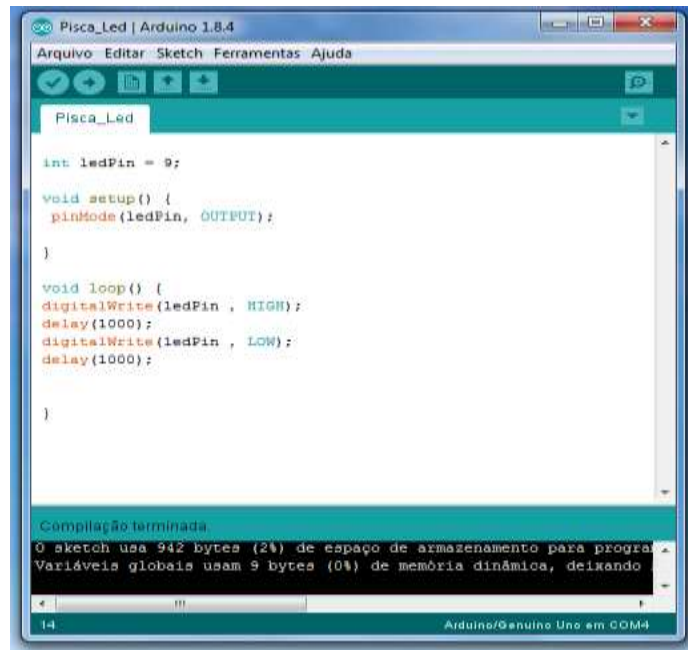 Pisca_Led | Arduino 1.8.4
Arquivo Editar Sketch Ferramentas Ajuda
Pisca_Led
int ledPin = 9;
void setup() {
pinMode(ledPin, OUTPUT);
}
void loop() {
digitalWrite(ledPin , HIGH);
delay(1000);
digitalWrite(ledPin , LOW);
delay(1000);
}
Compilação terminada.
O sketch usa 942 bytes (2%) de espaço de armazenamento para
Variáveis globais usam 9 bytes (0%) de memória dinâmica, deixando
14
Arduino/Genuino Uno em COM4